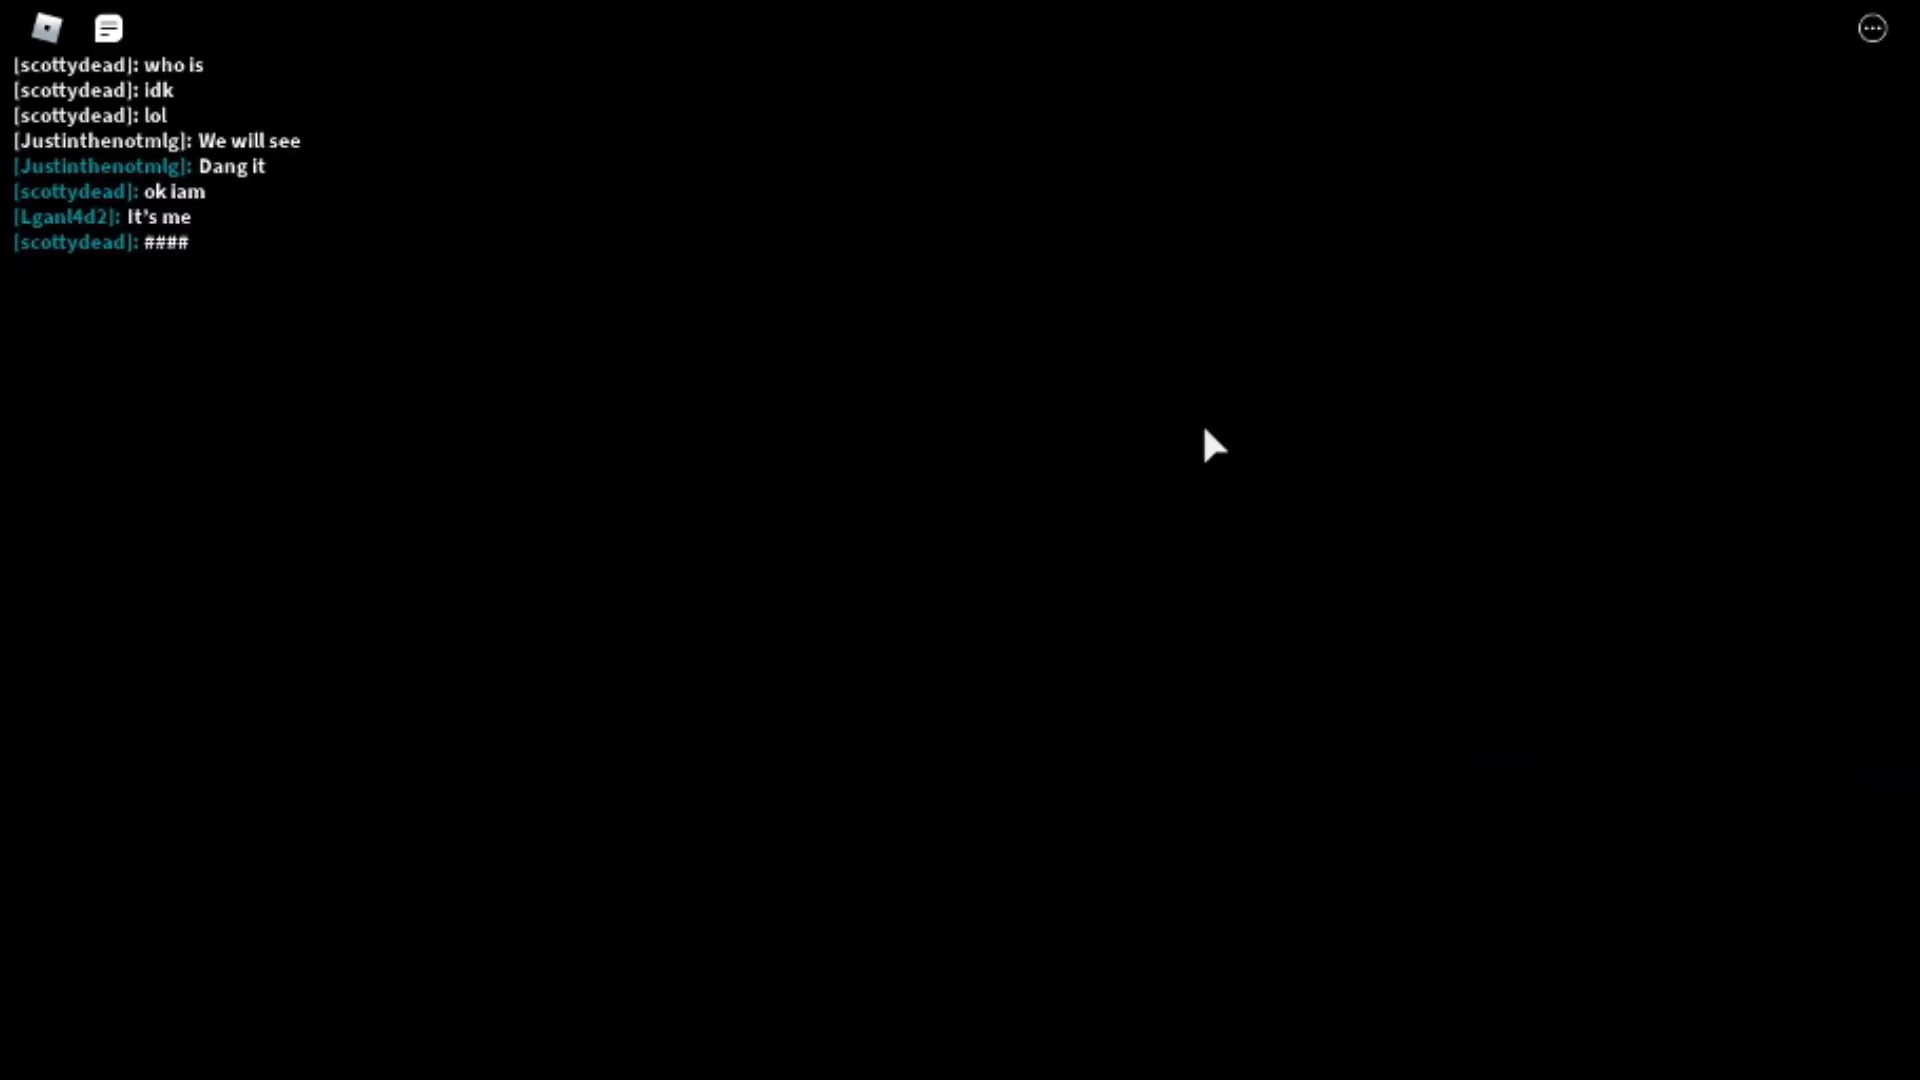 [scottydead]: who is
[scottydead]: idk
[scottydead]: lol
[Justinthenotmlg]: We will see
[Justinthenotmlg]: Dang it
[scottydead]: ok iam
[Lganl4d2]: It's me
[scottydead]: ####